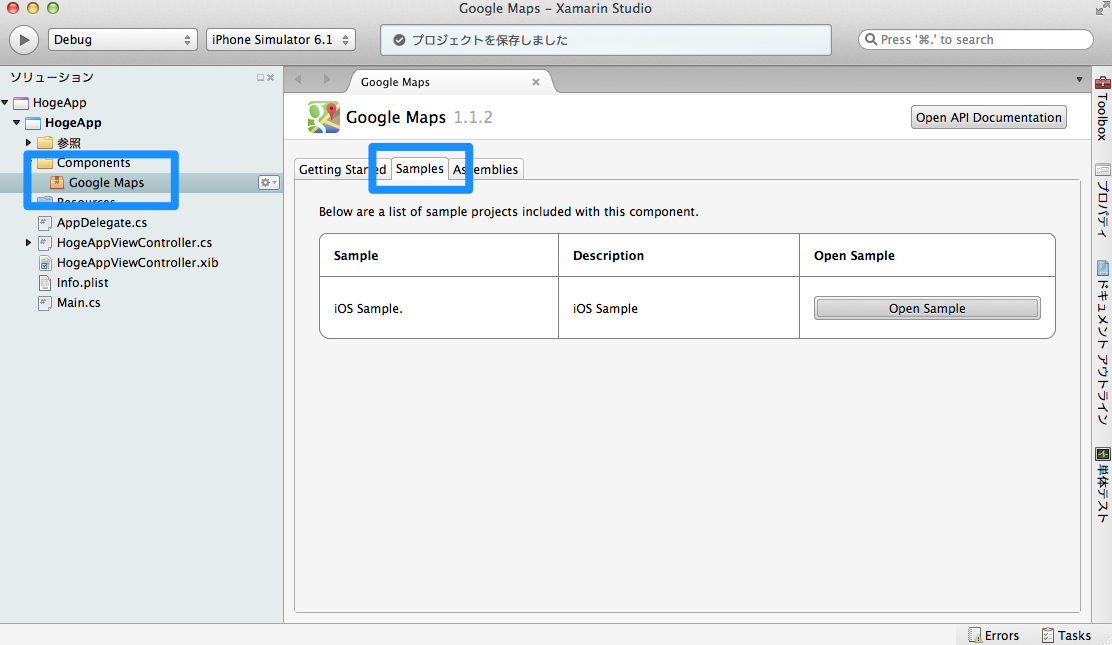 Google Maps – Xamarin Studio
Debug
iPhone Simulator 6.1
プロジェクトを保存しました
Press '⌘.' to search
ソリューション
HogeApp
HogeApp
参照
Components
Google Maps
Resources
AppDelegate.cs
HogeAppViewController.cs
HogeAppViewController.xib
Info.plist
Main.cs
Google Maps
Google Maps 1.1.2
Open API Documentation
Getting Started
Samples
Assemblies
Below are a list of sample projects included with this component.
Sample Description Open Sample
iOS Sample. iOS Sample Open Sample
Toolbox
プロパティ
ドキュメント アウトライン
単体テスト
Errors
Tasks